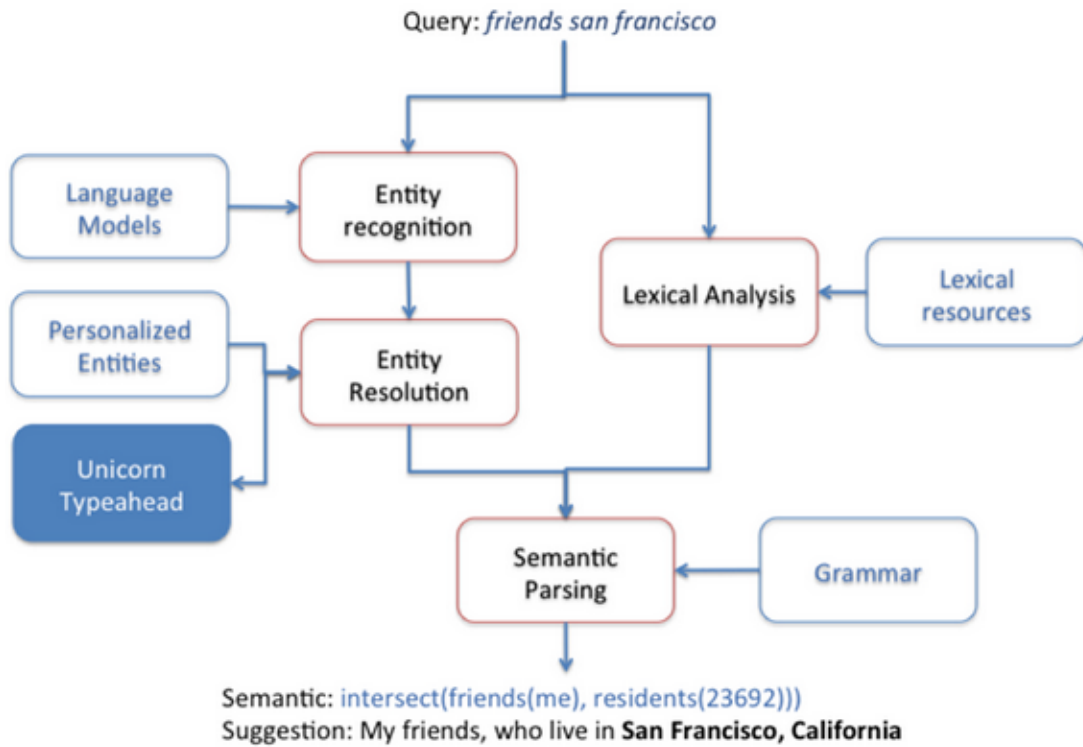 Query: friends san francisco
Language
Models
Entity
recognition
Lexical Analysis
Lexical
resources
Personalized
Entities
Entity
Resolution
Unicorn
Typeahead
Semantic
Parsing
Grammar
Semantic: intersect(friends(me), residents(23692)))
Suggestion: My friends, who live in San Francisco, California